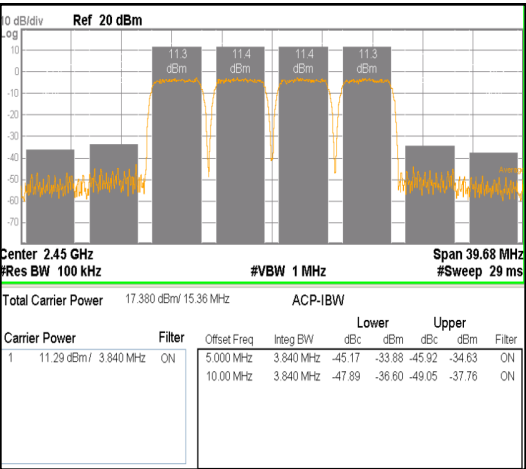 10 dB/div Ref 20 dBm
Log
10
0
-10
-20
-30
-40
-50
-60
-70
11.3 dBm
11.4 dBm
11.4 dBm
11.3 dBm
Average
Center 2.45 GHz Span 39.68 MHz
#Res BW 100 kHz #VBW 1 MHz #Sweep 29 ms
Total Carrier Power 17.380 dBm/ 15.36 MHz ACP-IBW
Lower Upper
Carrier Power Filter Offset Freq Integ BW dBc dBm dBc dBm Filter
1 11.29 dBm / 3.840 MHz ON 5.000 MHz 3.840 MHz -45.17 -33.88 -45.92 -34.63 ON
10.00 MHz 3.840 MHz -47.89 -36.60 -49.05 -37.76 ON